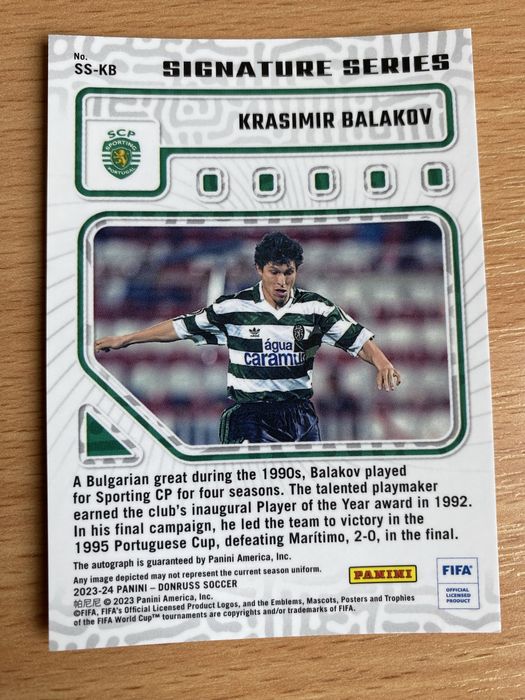 No.
SS-KB
SIGNATURE SERIES
KRASIMIR BALAKOV
SCP
SPORTING
PORTUGAL
água
caramu
A Bulgarian great during the 1990s, Balakov played
for Sporting CP for four seasons. The talented playmaker
earned the club's inaugural Player of the Year award in 1992.
In his final campaign, he led the team to victory in the
1995 Portuguese Cup, defeating Marítimo, 2-0, in the final.
The autograph is guaranteed by Panini America, Inc.
Any image depicted may not represent the current season uniform.
2023-24 PANINI – DONRUSS SOCCER
帕尼尼 © 2023 Panini America, Inc.
©FIFA, FIFA's Official Licensed Product Logos, and the Emblems, Mascots, Posters and Trophies
of the FIFA World Cup™ tournaments are copyrights and/or trademarks of FIFA.
PANINI
FIFA®
OFFICIAL
LICENSED
PRODUCT